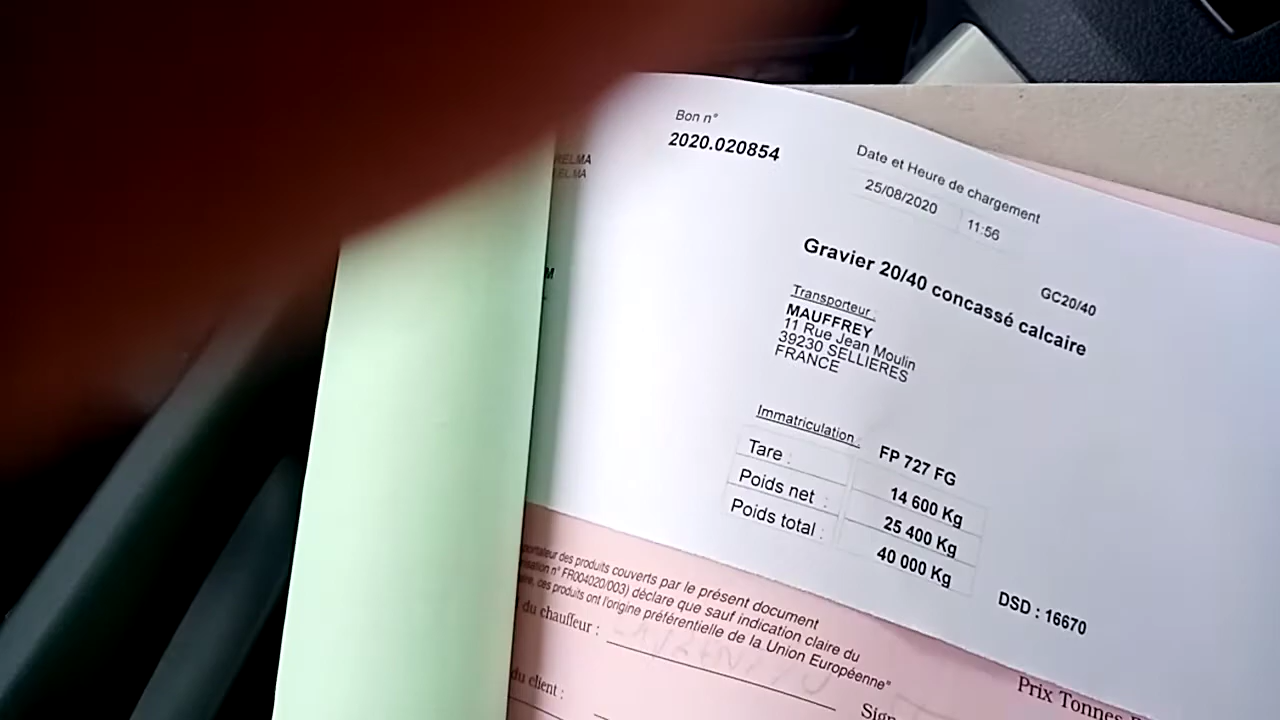 Bon n°
2020.020854
Date et Heure de chargement
25/08/2020 11:56
ELMA
ELMA
M
Gravier 20/40 concassé calcaire
GC20/40
Transporteur :
MAUFFREY
11 Rue Jean Moulin
39230 SELLIERES
FRANCE
Immatriculation : FP 727 FG
Tare : 14 600 Kg
Poids net : 25 400 Kg
Poids total : 40 000 Kg
DSD : 16670
des produits couverts par le présent document
n° FR004020/003) déclare que sauf indication claire du
ces produits ont l'origine préférentielle de la Union Européenne"
du chauffeur :
du client :
Prix Tonnes